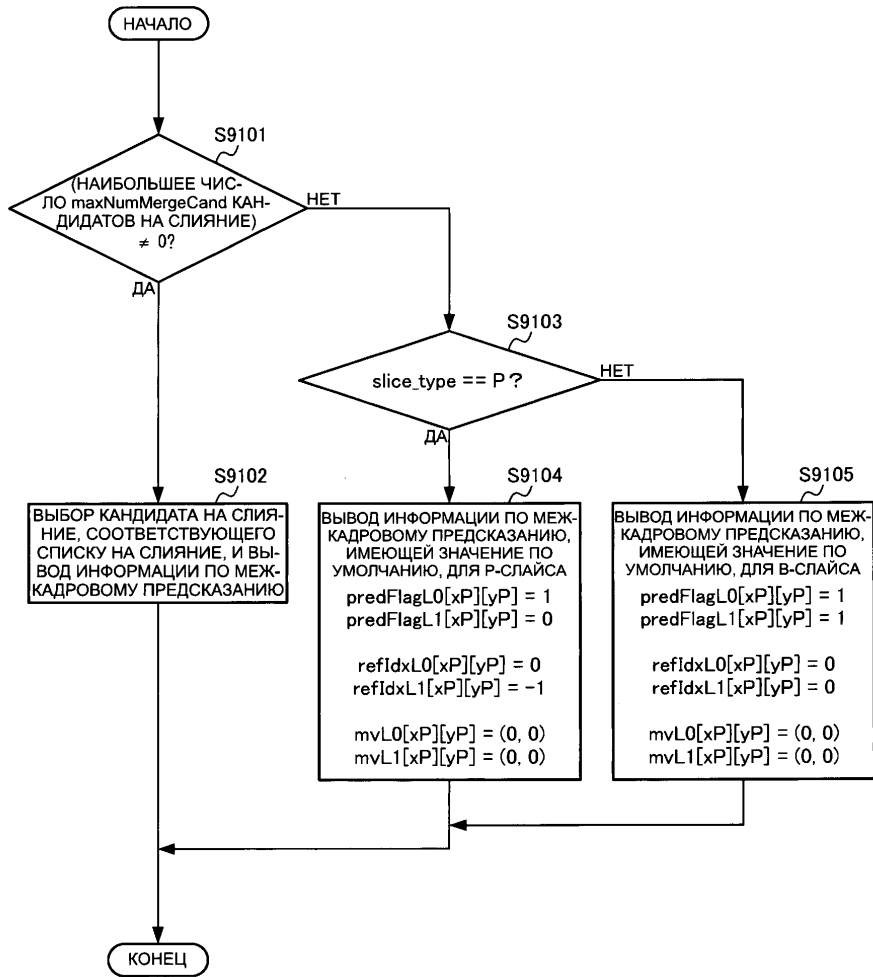 НАЧАЛО
S9101
(НАИБОЛЬШЕЕ ЧИС-
ЛО maxNumMergeCand КАН-
ДИДАТОВ НА СЛИЯНИЕ)
≠ 0?
НЕТ
ДА
S9103
slice_type == P ?
НЕТ
ДА
S9102
ВЫБОР КАНДИДАТА НА СЛИЯ-
НИЕ, СООТВЕТСТВУЮЩЕГО
СПИСКУ НА СЛИЯНИЕ, И ВЫ-
ВОД ИНФОРМАЦИИ ПО МЕЖ-
КАДРОВОМУ ПРЕДСКАЗАНИЮ
S9104
ВЫВОД ИНФОРМАЦИИ ПО МЕЖ-
КАДРОВОМУ ПРЕДСКАЗАНИЮ,
ИМЕЮЩЕЙ ЗНАЧЕНИЕ ПО
УМОЛЧАНИЮ, ДЛЯ P-СЛАЙСА
predFlagL0[xP][yP] = 1
predFlagL1[xP][yP] = 0
refIdxL0[xP][yP] = 0
refIdxL1[xP][yP] = -1
mvL0[xP][yP] = (0, 0)
mvL1[xP][yP] = (0, 0)
S9105
ВЫВОД ИНФОРМАЦИИ ПО МЕЖ-
КАДРОВОМУ ПРЕДСКАЗАНИЮ,
ИМЕЮЩЕЙ ЗНАЧЕНИЕ ПО
УМОЛЧАНИЮ, ДЛЯ B-СЛАЙСА
predFlagL0[xP][yP] = 1
predFlagL1[xP][yP] = 1
refIdxL0[xP][yP] = 0
refIdxL1[xP][yP] = 0
mvL0[xP][yP] = (0, 0)
mvL1[xP][yP] = (0, 0)
КОНЕЦ